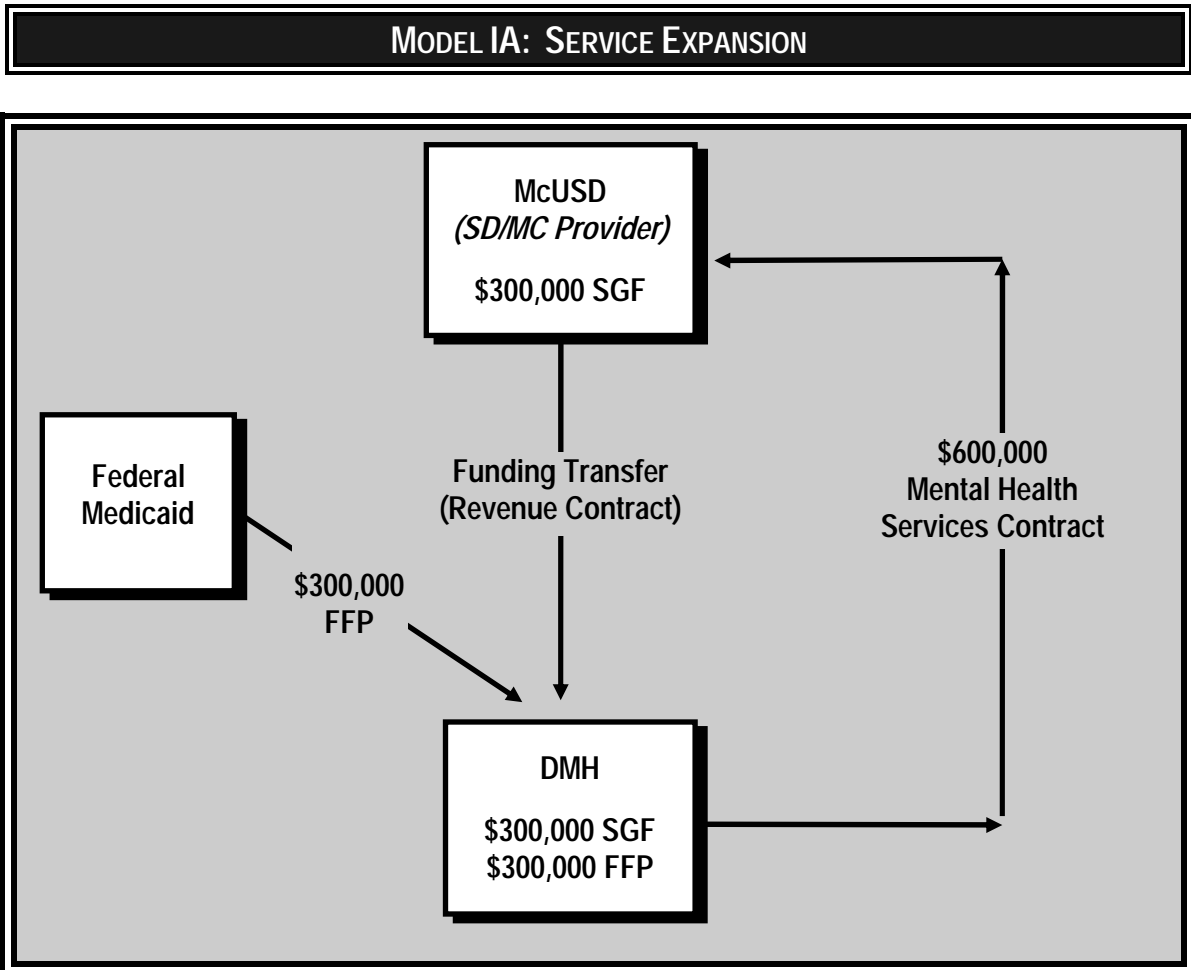 MODEL IA: SERVICE EXPANSION
McUSD
(SD/MC Provider)
$300,000 SGF
Federal
Medicaid
Funding Transfer
(Revenue Contract)
$600,000
Mental Health
Services Contract
$300,000
FFP
DMH
$300,000 SGF
$300,000 FFP